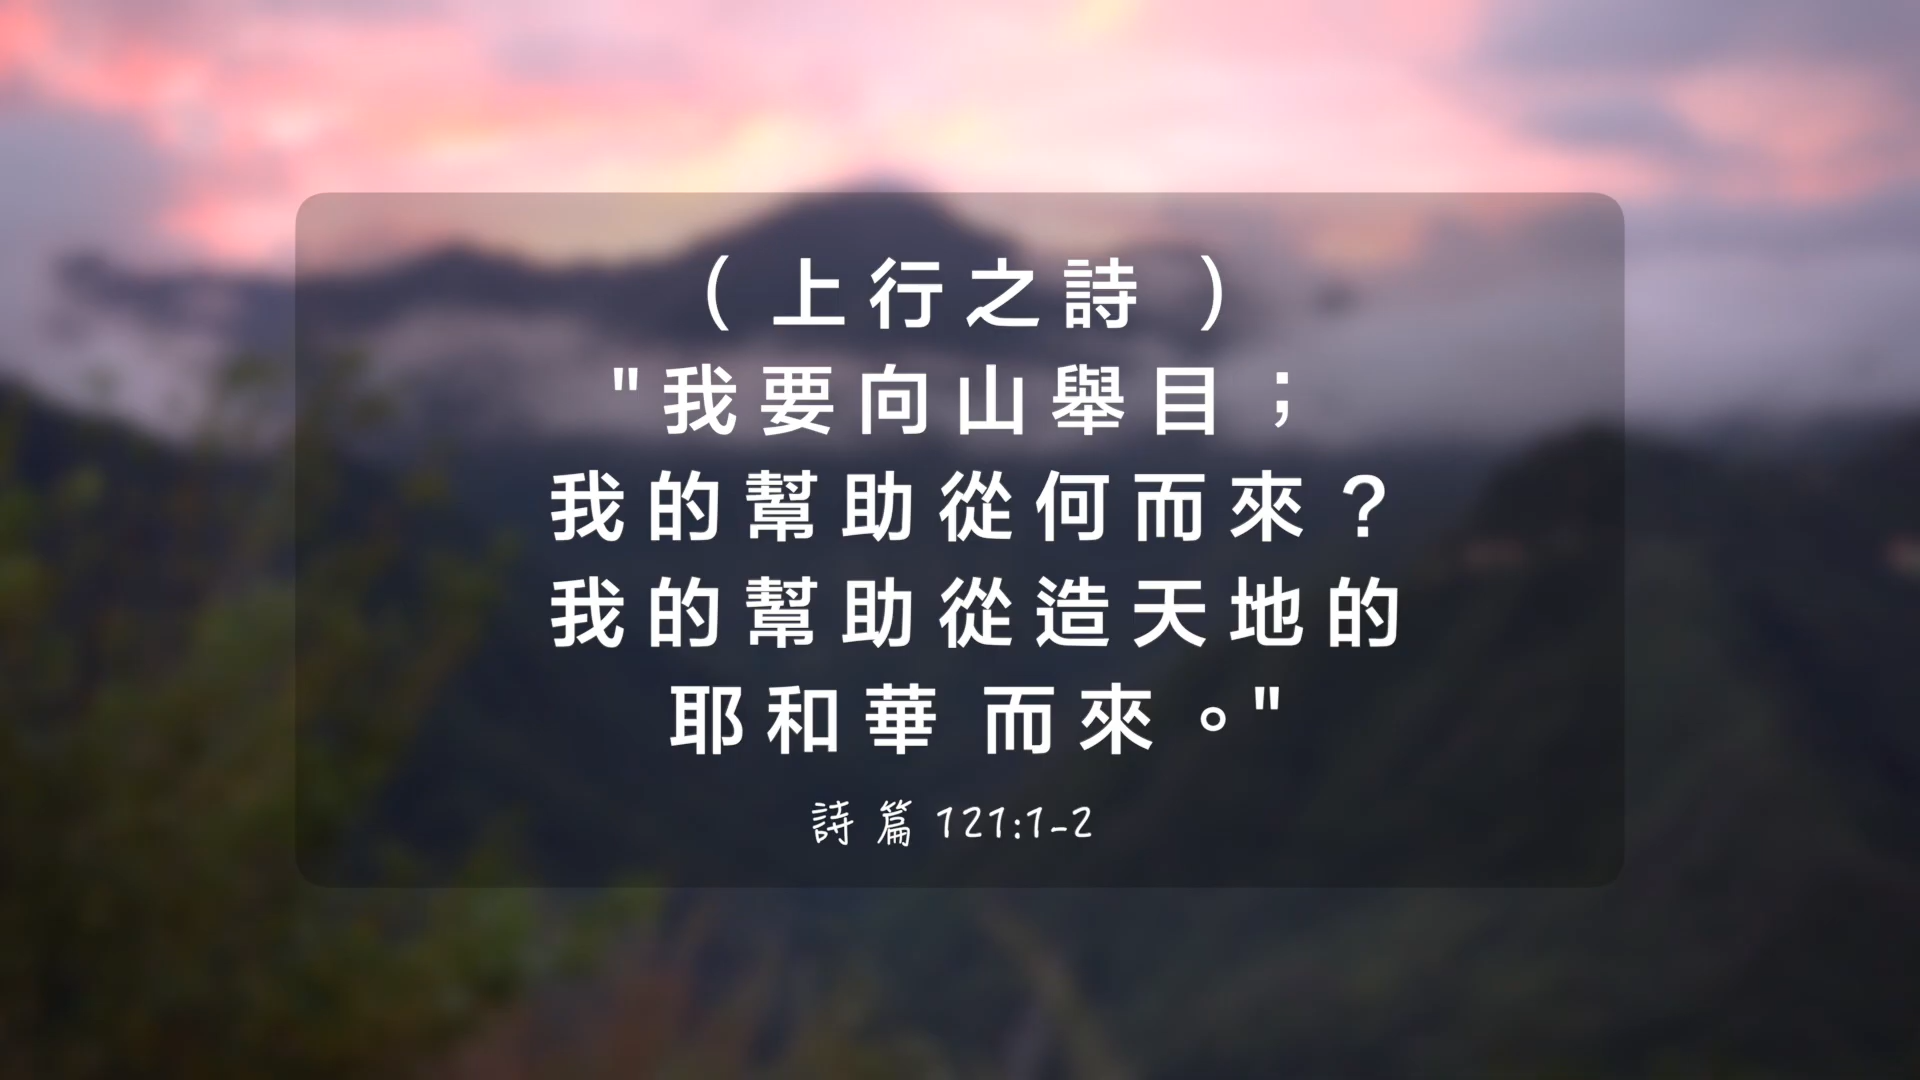 （上行之詩 ）
"我要向山舉目；
我的幫助從何而來？
我的幫助從造天地的
耶和華 而來。"
詩篇 121:1-2